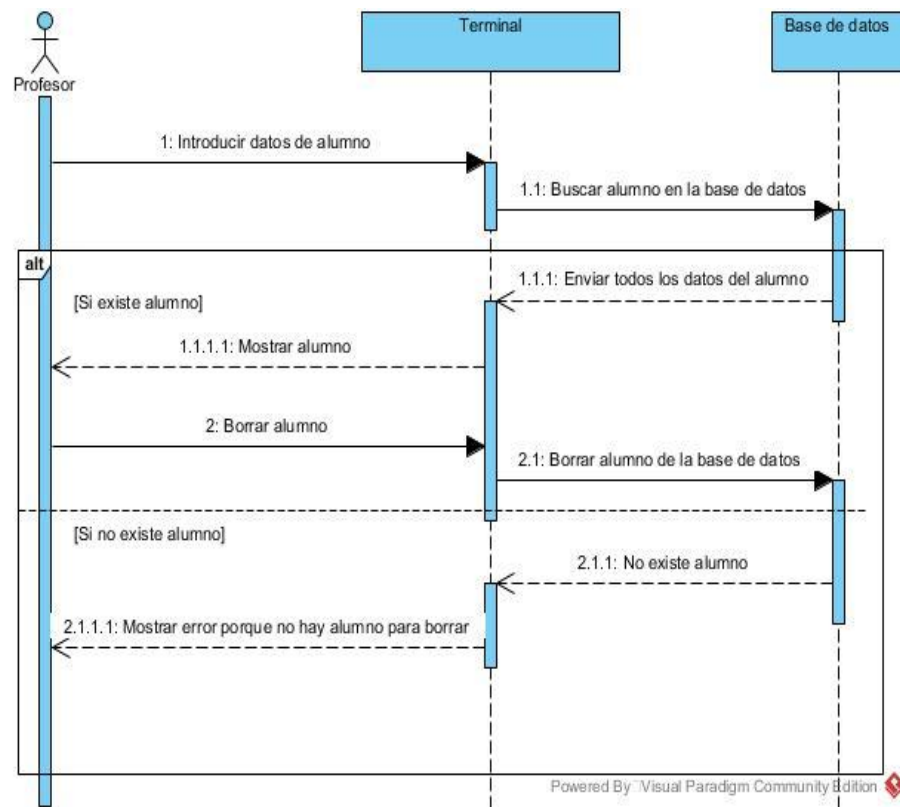 Terminal
Base de datos
Profesor
1: Introducir datos de alumno
1.1: Buscar alumno en la base de datos
alt
1.1.1: Enviar todos los datos del alumno
[Si existe alumno]
1.1.1.1: Mostrar alumno
2: Borrar alumno
2.1: Borrar alumno de la base de datos
[Si no existe alumno]
2.1.1: No existe alumno
2.1.1.1: Mostrar error porque no hay alumno para borrar
Powered By Visual Paradigm Community Edition